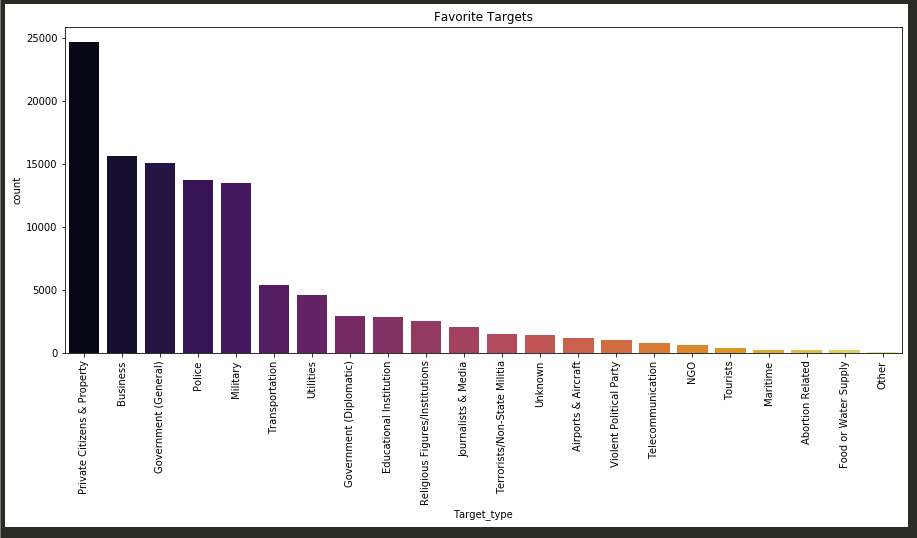 Favorite Targets
25000
20000
15000
10000
5000
0
count
Private Citizens & Property
Business
Government (General)
Police
Military
Transportation
Utilities
Government (Diplomatic)
Educational Institution
Religious Figures/Institutions
Journalists & Media
Terrorists/Non-State Militia
Unknown
Airports & Aircraft
Violent Political Party
Telecommunication
NGO
Tourists
Maritime
Abortion Related
Food or Water Supply
Other
Target_type